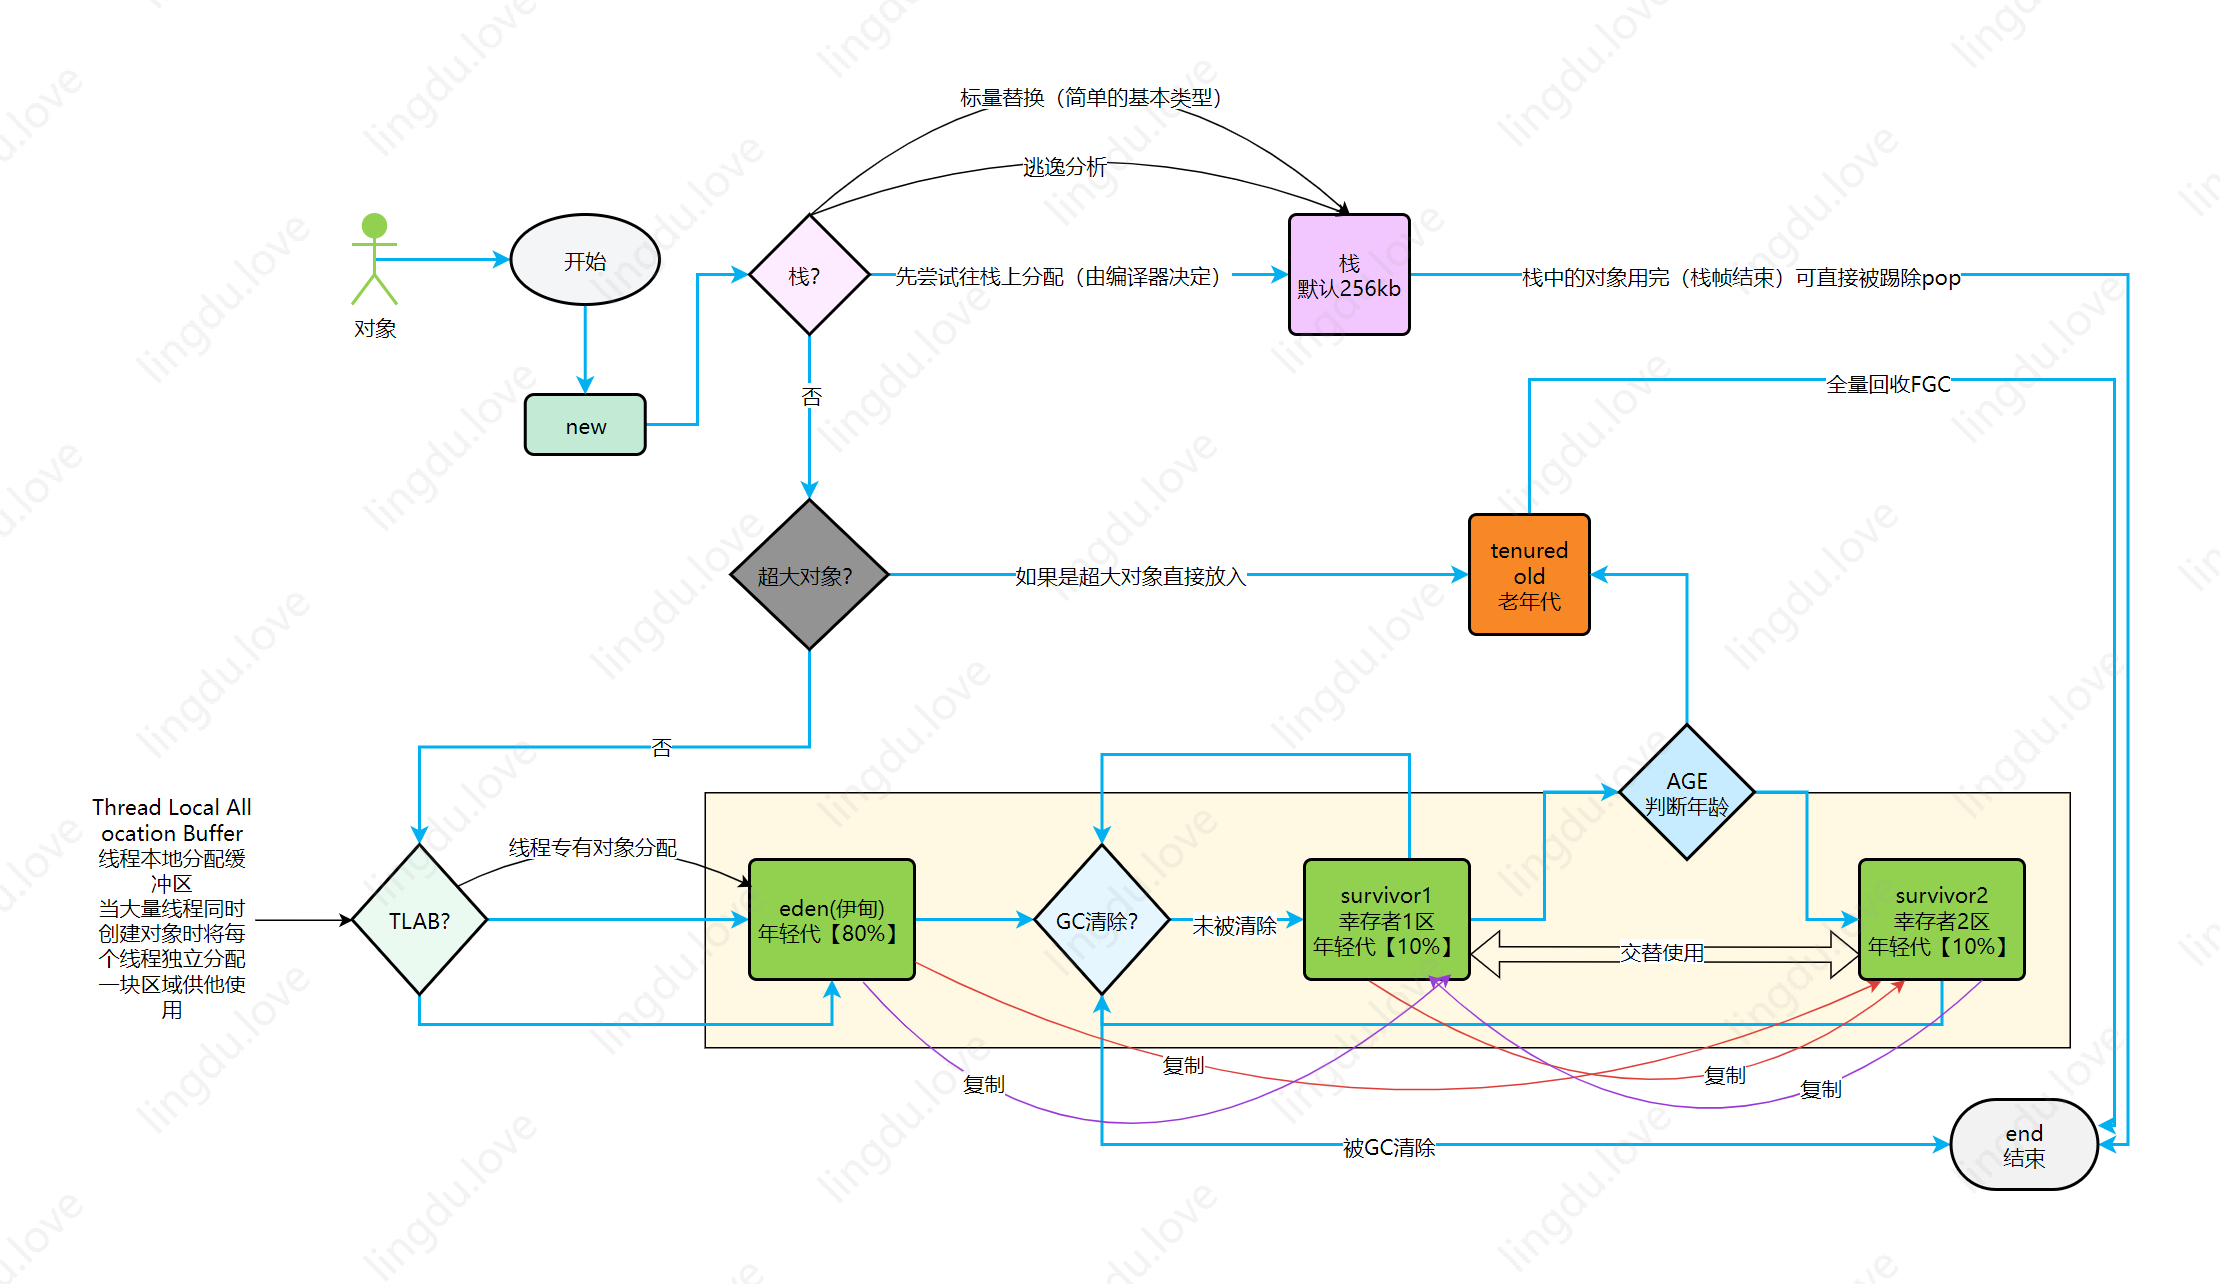 标量替换（简单的基本类型）
逃逸分析
对象
开始
new
栈？
先尝试往栈上分配（由编译器决定）
栈
默认256kb
栈中的对象用完（栈帧结束）可直接被踢除pop
否
全量回收FGC
超大对象？
如果是超大对象直接放入
tenured
old
老年代
否
Thread Local All
ocation Buffer
线程本地分配缓
冲区
当大量线程同时
创建对象时将每
个线程独立分配
一块区域供他使
用
TLAB?
线程专有对象分配
eden(伊甸)
年轻代【80%】
GC清除？
未被清除
survivor1
幸存者1区
年轻代【10%】
AGE
判断年龄
交替使用
survivor2
幸存者2区
年轻代【10%】
复制
复制
复制
复制
被GC清除
end
结束
lingdu.love